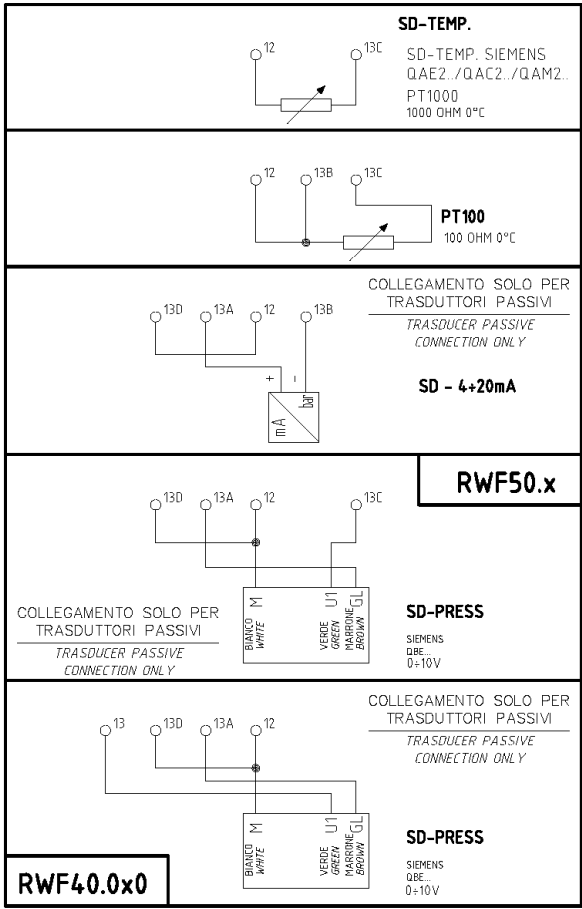 SD-TEMP.
12 13C
SD-TEMP. SIEMENS
QAE2../QAC2../QAM2..
PT1000
1000 OHM 0°C
12 13B 13C
PT100
100 OHM 0°C
COLLEGAMENTO SOLO PER
TRASDUTTORI PASSIVI
TRASDUCER PASSIVE
CONNECTION ONLY
13D 13A 12 13B
+ -
mA bar
SD - 4÷20mA
RWF50.x
13D 13A 12 13C
M U1 GL
BIANCO
WHITE
VERDE
GREEN
MARRONE
BROWN
COLLEGAMENTO SOLO PER
TRASDUTTORI PASSIVI
TRASDUCER PASSIVE
CONNECTION ONLY
SD-PRESS
SIEMENS
QBE...
0÷10V
COLLEGAMENTO SOLO PER
TRASDUTTORI PASSIVI
TRASDUCER PASSIVE
CONNECTION ONLY
13 13D 13A 12
M U1 GL
BIANCO
WHITE
VERDE
GREEN
MARRONE
BROWN
SD-PRESS
SIEMENS
QBE...
0÷10V
RWF40.0x0